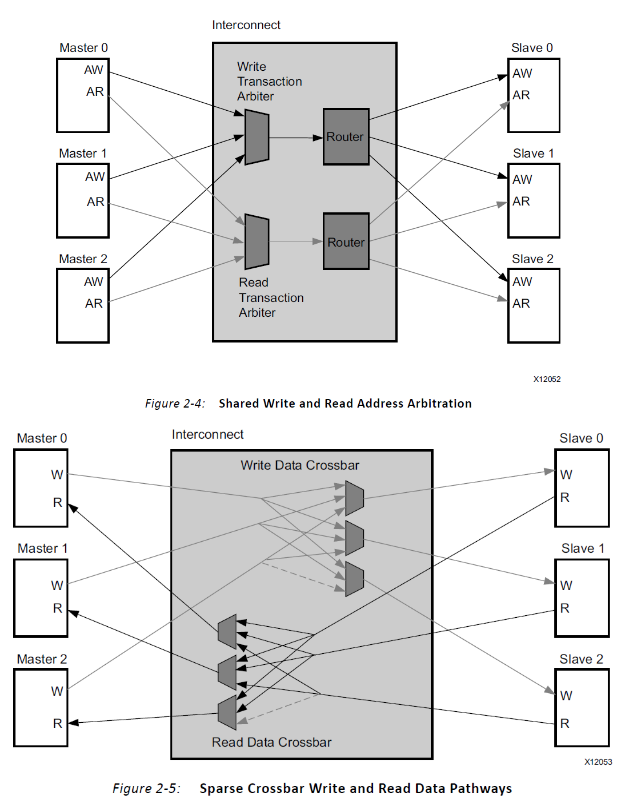 Interconnect
Master 0
Slave 0
AW
AR
Write
Transaction
Arbiter
AW
AR
Router
Master 1
Slave 1
AW
AR
AW
AR
Router
Master 2
Slave 2
AW
AR
Read
Transaction
Arbiter
AW
AR
X12052
Figure 2-4: Shared Write and Read Address Arbitration
Interconnect
Master 0
Slave 0
Write Data Crossbar
W
R
W
R
Master 1
Slave 1
W
R
W
R
Master 2
Slave 2
W
R
W
R
Read Data Crossbar
X12053
Figure 2-5: Sparse Crossbar Write and Read Data Pathways